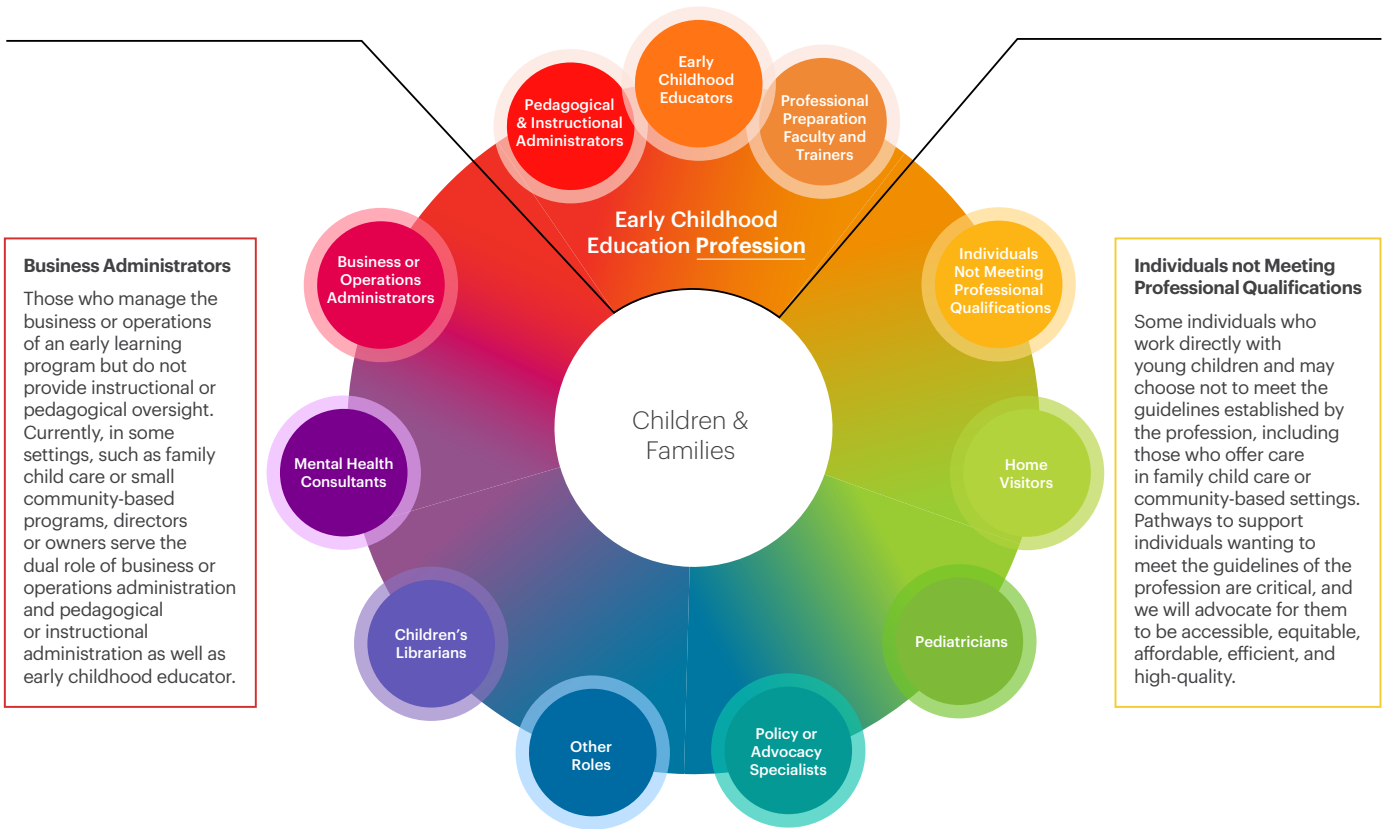 Early
Childhood
Educators
Pedagogical
& Instructional
Administrators
Professional
Preparation
Faculty and
Trainers
Early Childhood
Education Profession
Business or
Operations
Administrators
Individuals
Not Meeting
Professional
Qualifications
Children &
Families
Mental Health
Consultants
Home
Visitors
Children's
Librarians
Pediatricians
Other
Roles
Policy or
Advocacy
Specialists
Business Administrators
Those who manage the
business or operations
of an early learning
program but do not
provide instructional or
pedagogical oversight.
Currently, in some
settings, such as family
child care or small
community-based
programs, directors
or owners serve the
dual role of business or
operations administration
and pedagogical
or instructional
administration as well as
early childhood educator.
Individuals not Meeting
Professional Qualifications
Some individuals who
work directly with
young children and may
choose not to meet the
guidelines established by
the profession, including
those who offer care
in family child care or
community-based settings.
Pathways to support
individuals wanting to
meet the guidelines of the
profession are critical, and
we will advocate for them
to be accessible, equitable,
affordable, efficient, and
high-quality.